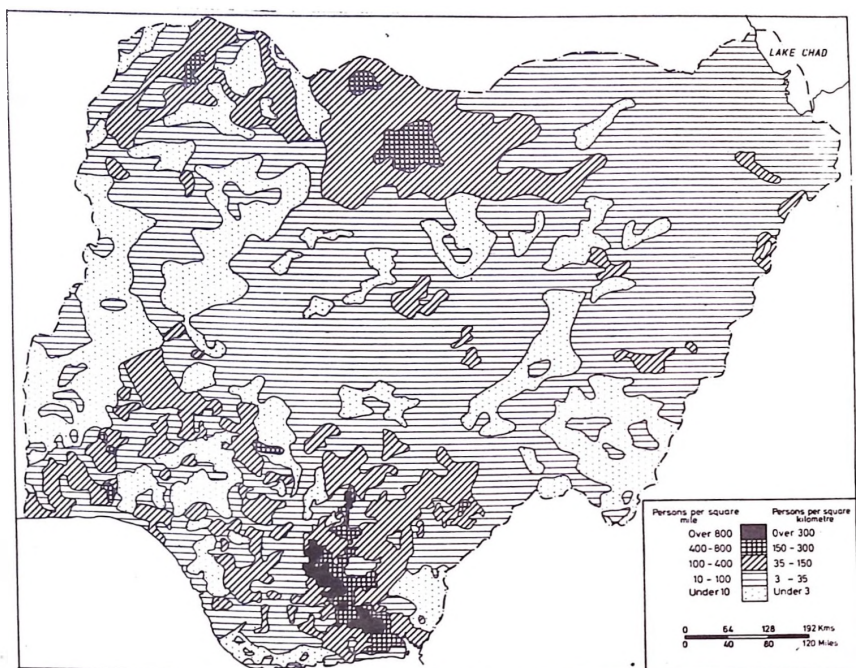 LAKE CHAD
Persons per square mile
Persons per square kilometre
Over 800
Over 300
400-800
150-300
100-400
35-150
10-100
3-35
Under 10
Under 3
0 64 128 192 Kms
0 40 80 120 Miles